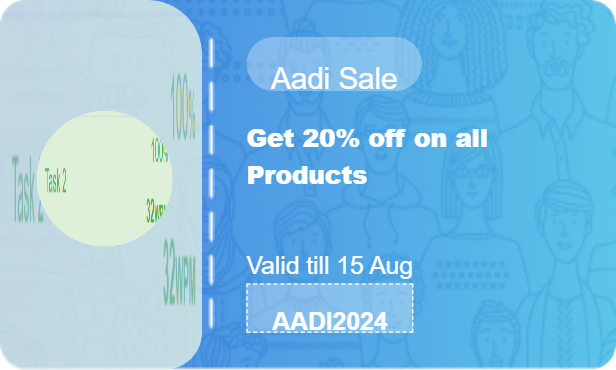 100%
Task 2
100%
Task 2
32wpm
32WPM
Aadi Sale
Get 20% off on all
Products
Valid till 15 Aug
AADI2024